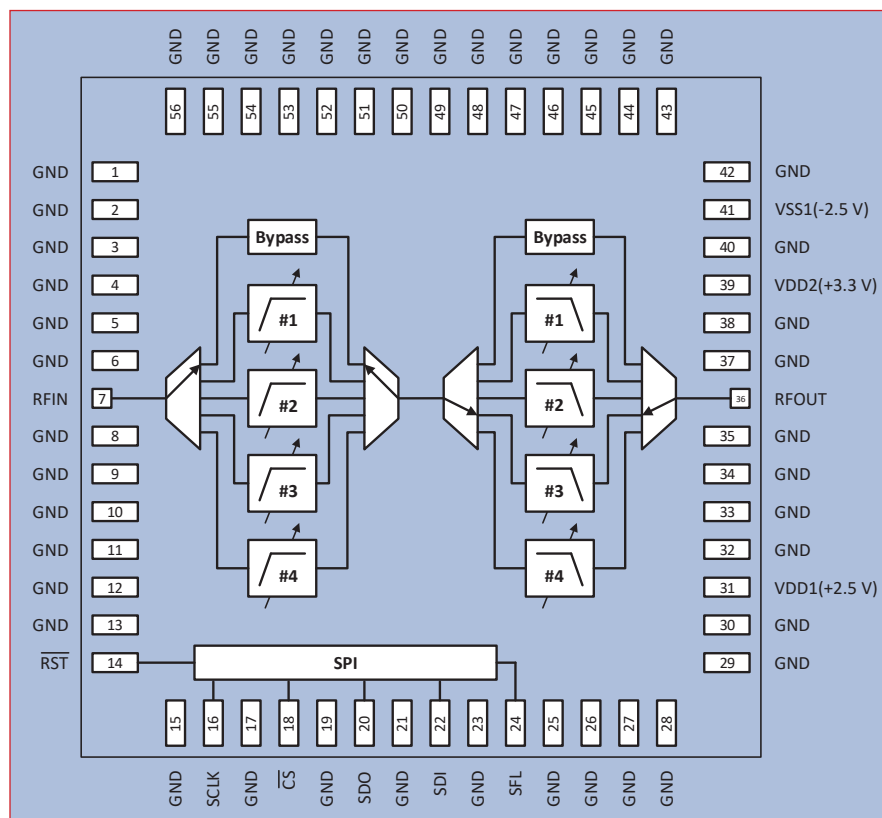 GND GND GND GND GND GND GND GND GND GND GND GND GND GND
56 55 54 53 52 51 50 49 48 47 46 45 44 43
GND 1 42 GND
GND 2 41 VSS1(-2.5 V)
GND 3 Bypass Bypass 40 GND
GND 4 39 VDD2(+3.3 V)
GND 5 #1 #1 38 GND
GND 6 37 GND
RFIN 7 #2 #2 36 RFOUT
GND 8 35 GND
GND 9 #3 #3 34 GND
GND 10 33 GND
GND 11 32 GND
#4 #4
GND 12 31 VDD1(+2.5 V)
GND 13 30 GND
RST 14 SPI 29 GND
15 16 17 18 19 20 21 22 23 24 25 26 27 28
GND SCLK GND CS GND SDO GND SDI GND SFL GND GND GND GND